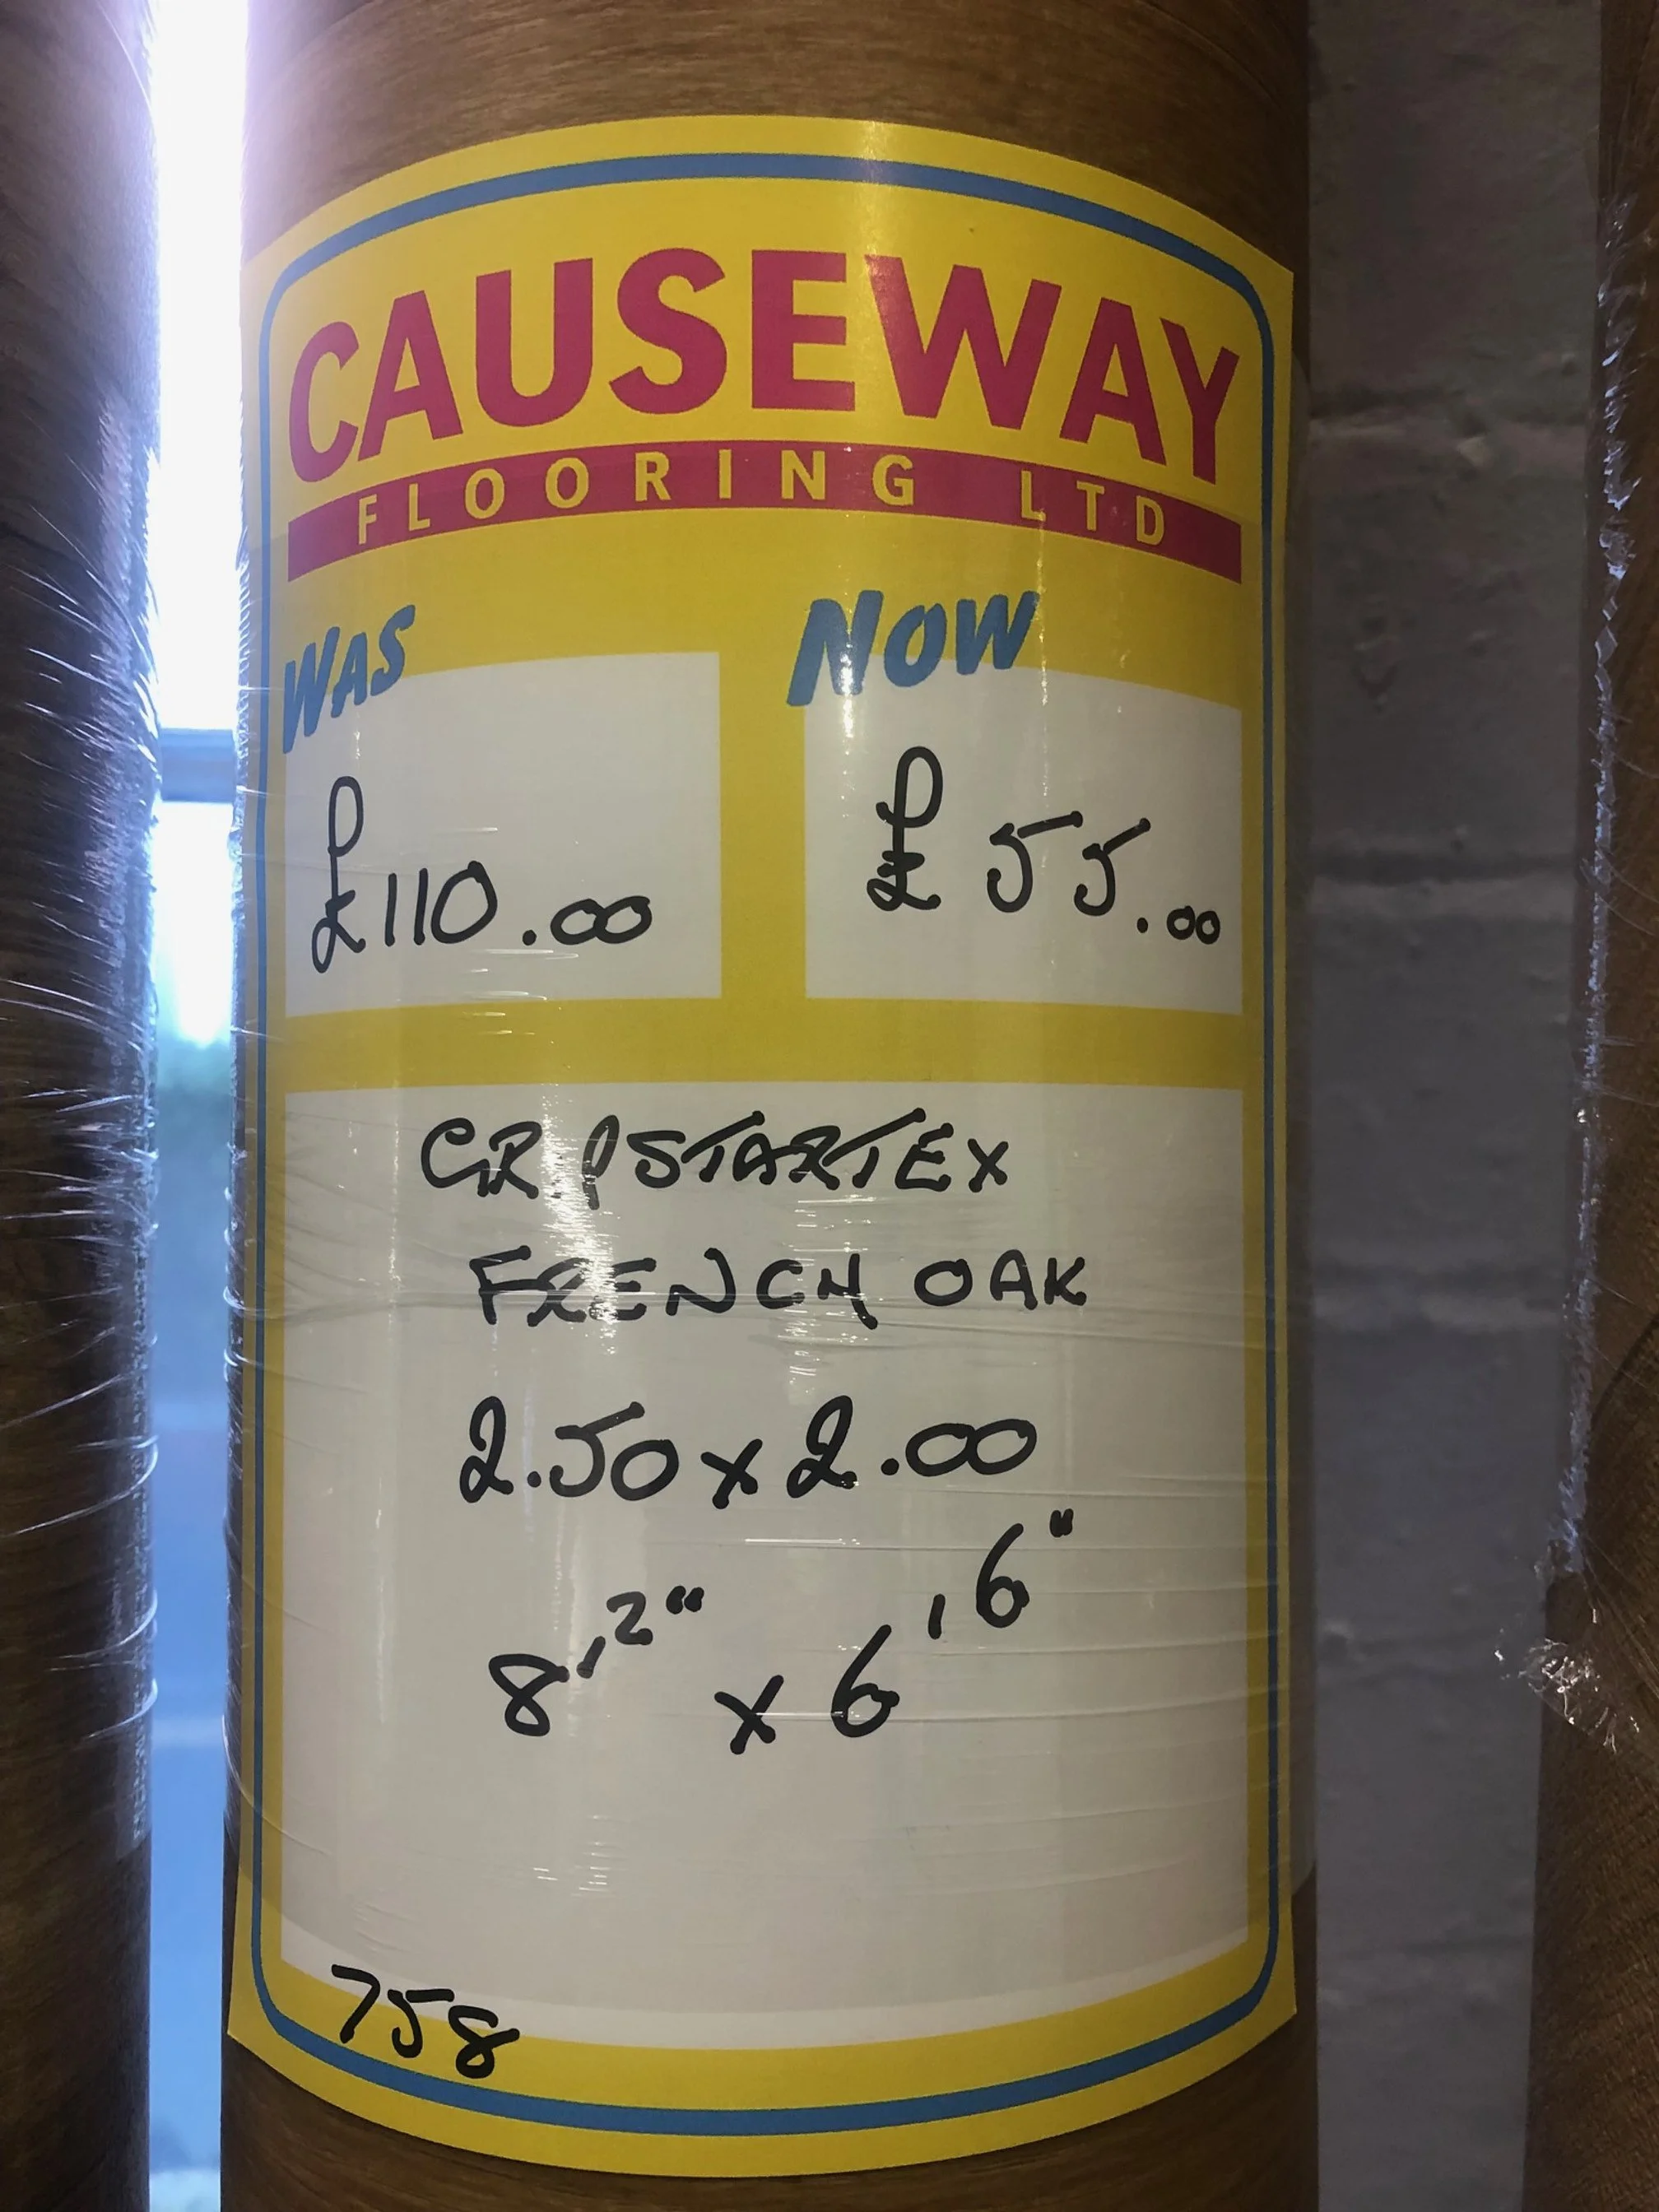 CAUSEWAY
FLOORING LTD
WAS NOW
£110.00 £55.00
GRIPSTARTEX
FRENCH OAK
2.50 x 2.00
8'2" x 6'6"
758